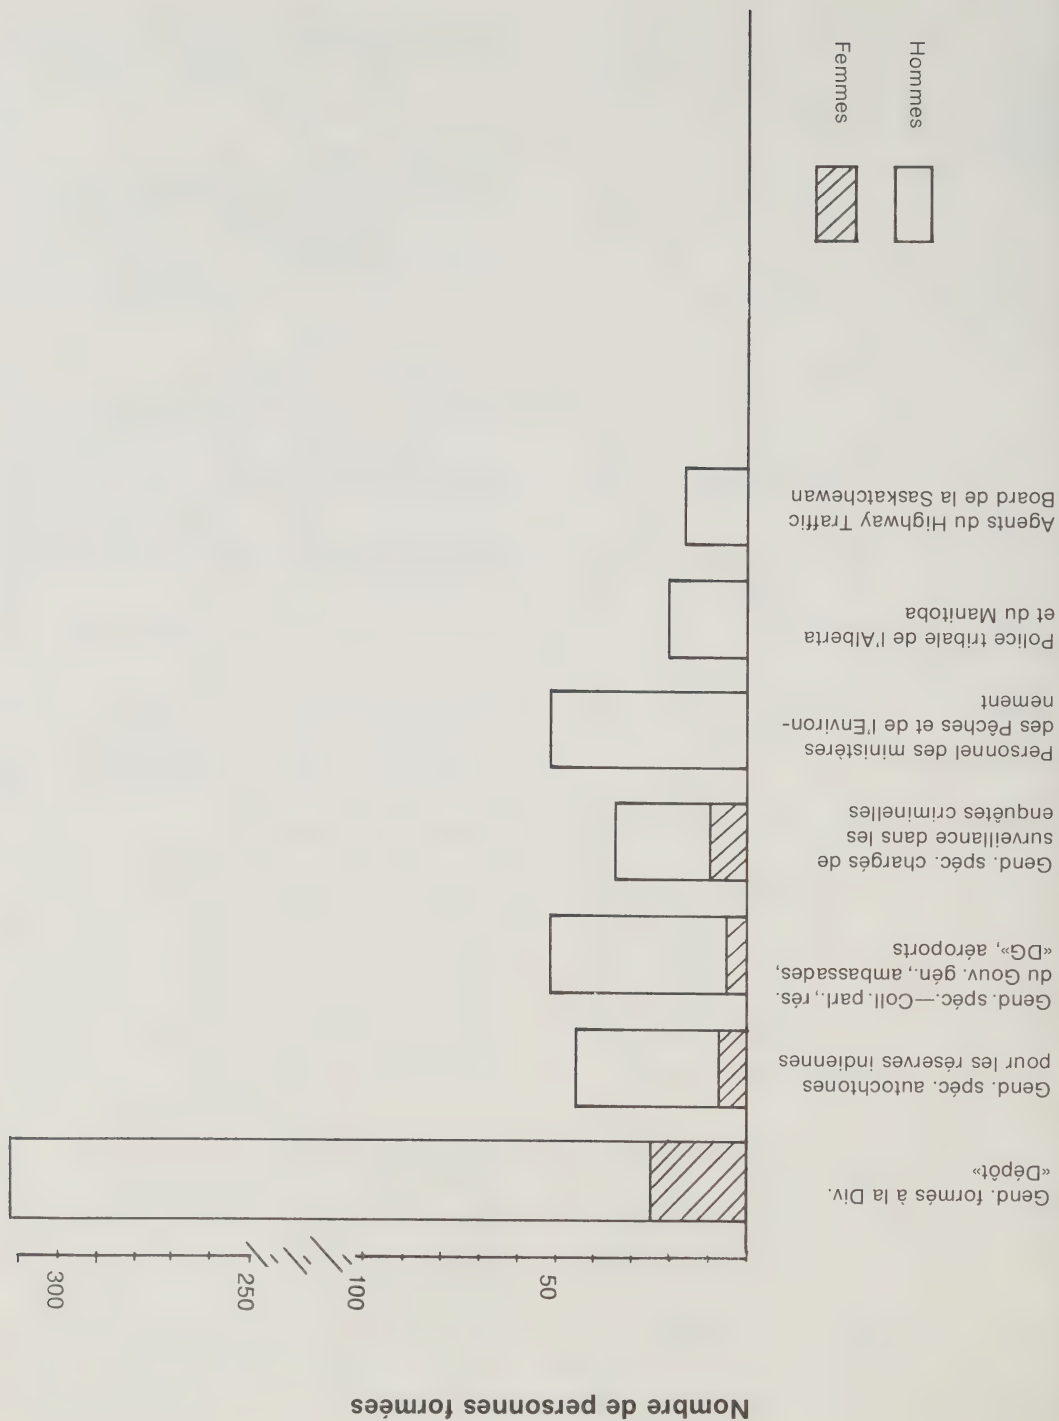 Nombre de personnes formées
300
250
100
50
Gend. formés à la Div.
«Dépôt»
Gend. spéc. autochtones
pour les réserves indiennes
Gend. spéc.—Coll. parl., rés.
du Gouv. gén., ambassades,
«DG», aéroports
Gend. spéc. chargés de
surveillance dans les
enquêtes criminelles
Personnel des ministères
des Pêches et de l'Environ-
nement
Police tribale de l'Alberta
et du Manitoba
Agents du Highway Traffic
Board de la Saskatchewan
Hommes
Femmes